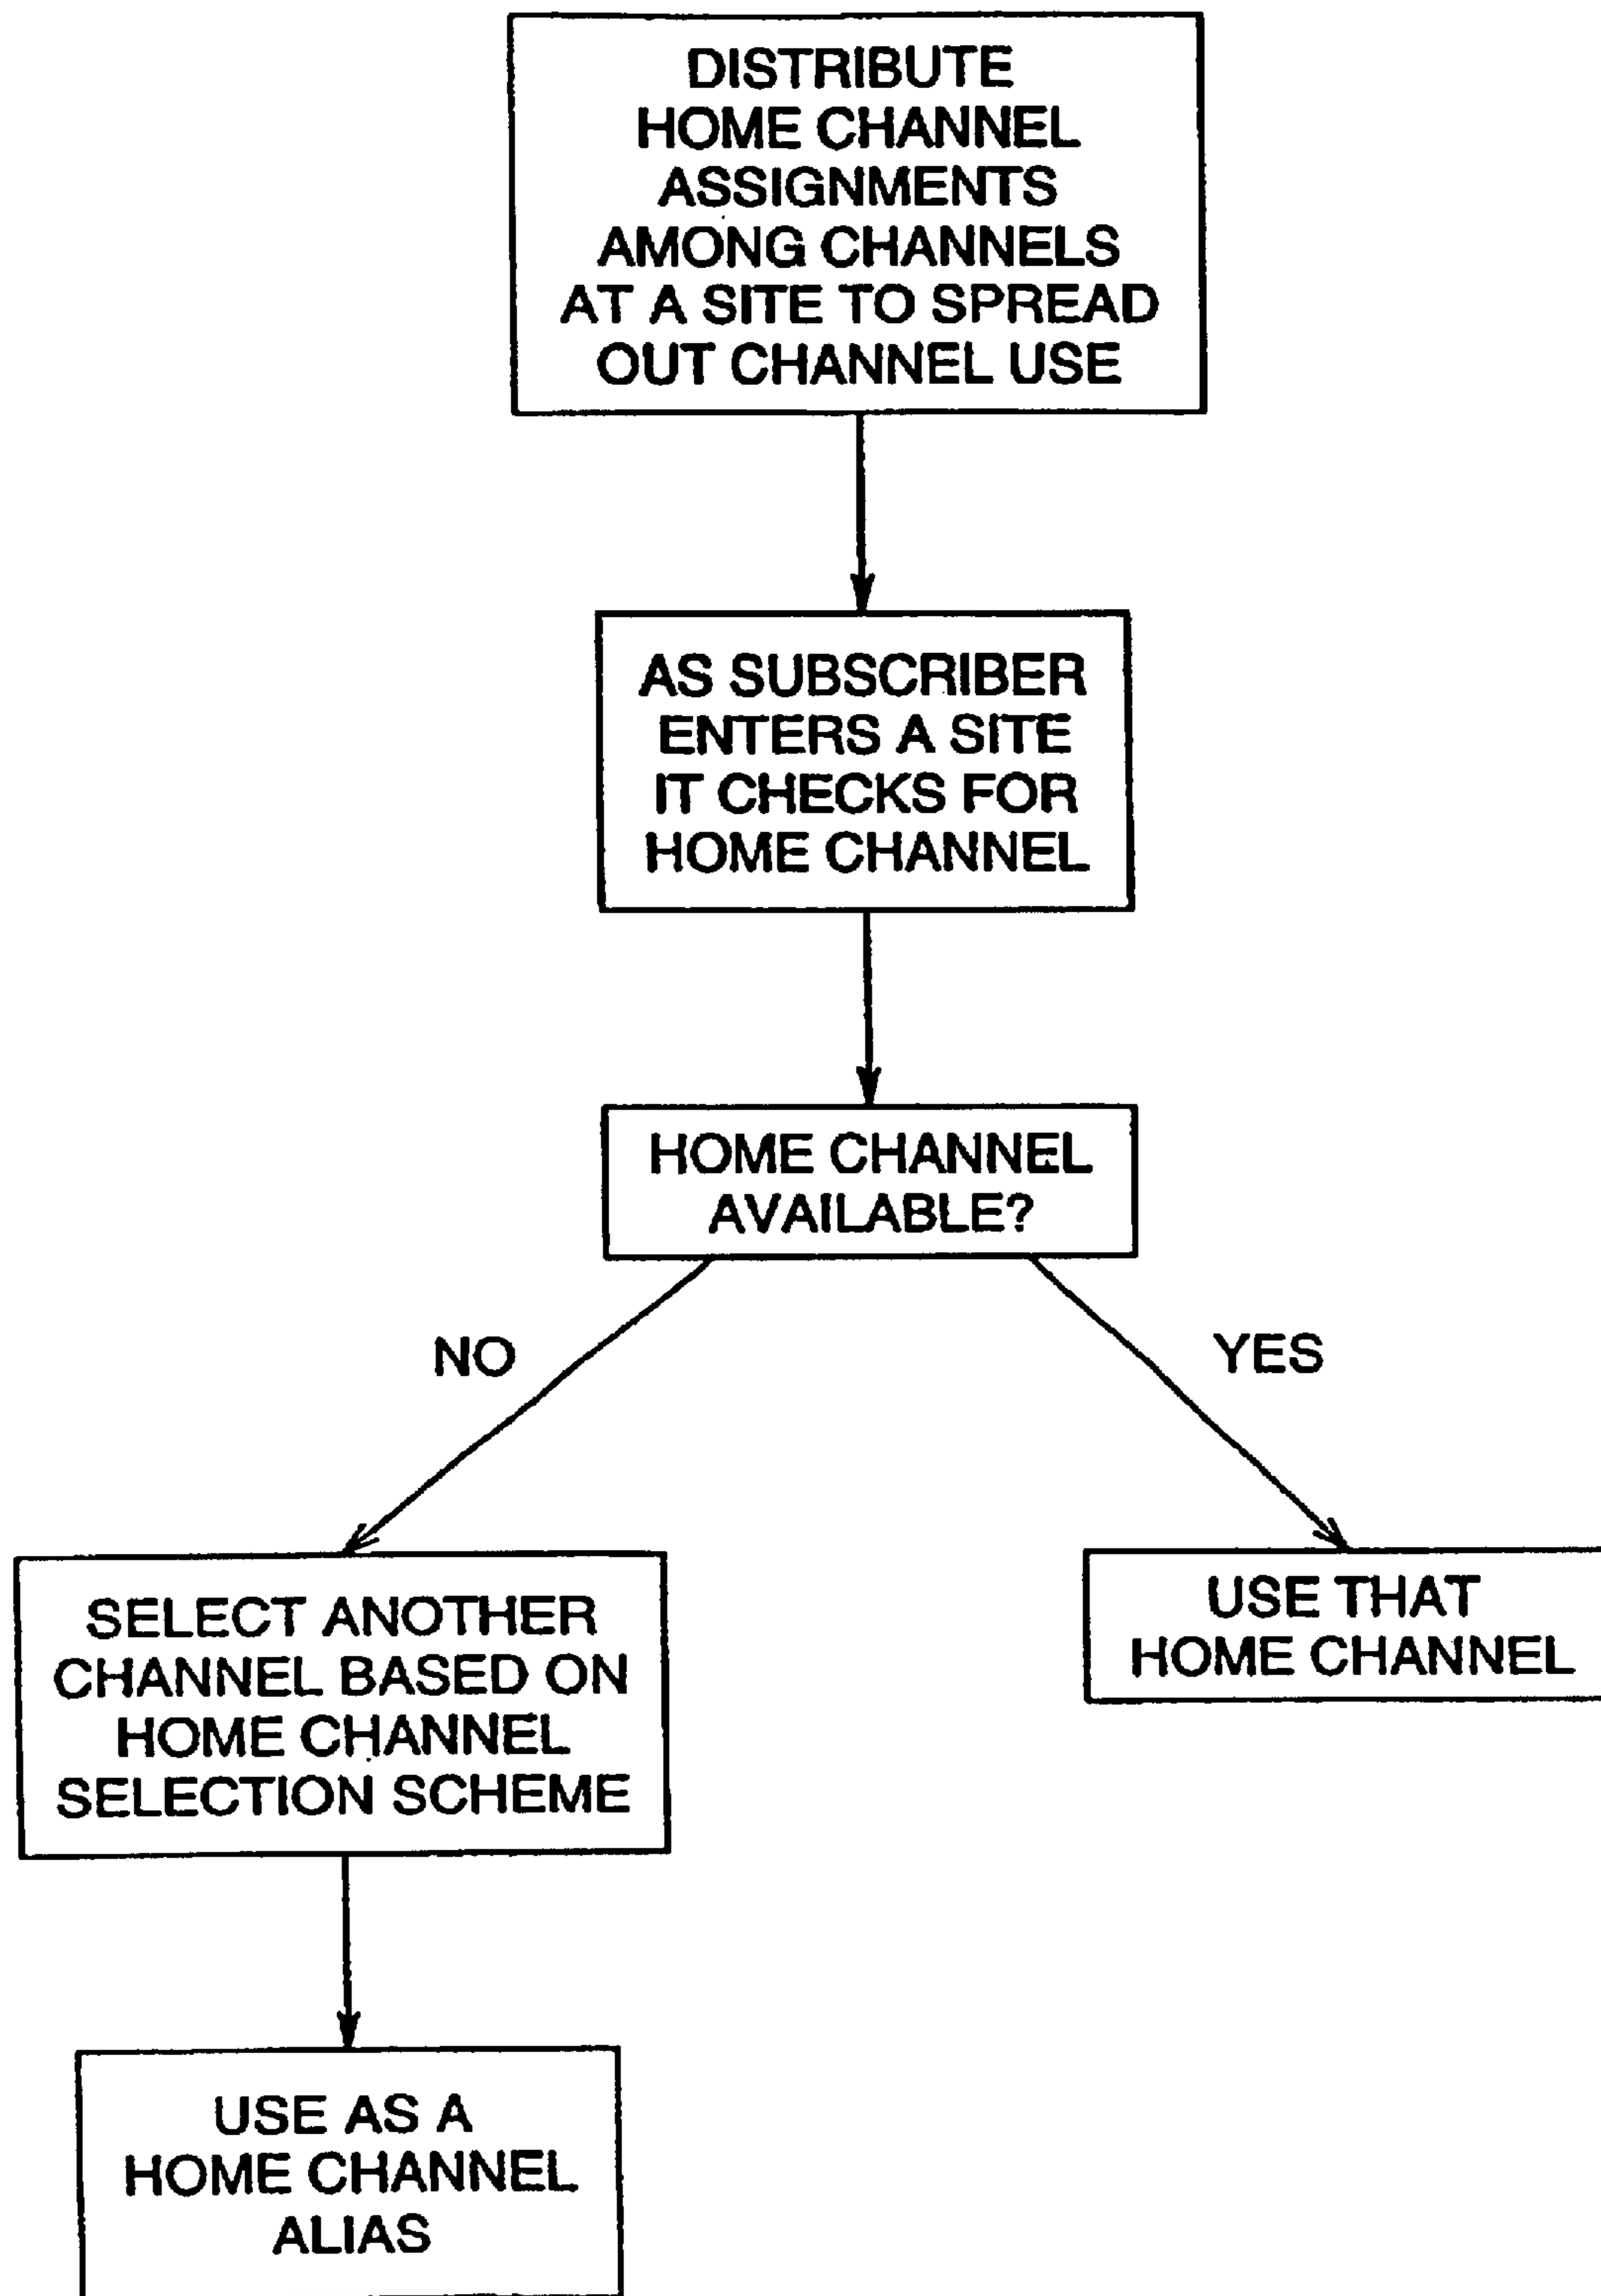 DISTRIBUTE
HOME CHANNEL
ASSIGNMENTS
AMONG CHANNELS
AT A SITE TO SPREAD
OUT CHANNEL USE
AS SUBSCRIBER
ENTERS A SITE
IT CHECKS FOR
HOME CHANNEL
HOME CHANNEL
AVAILABLE?
NO
YES
SELECT ANOTHER
CHANNEL BASED ON
HOME CHANNEL
SELECTION SCHEME
USE THAT
HOME CHANNEL
USE AS A
HOME CHANNEL
ALIAS